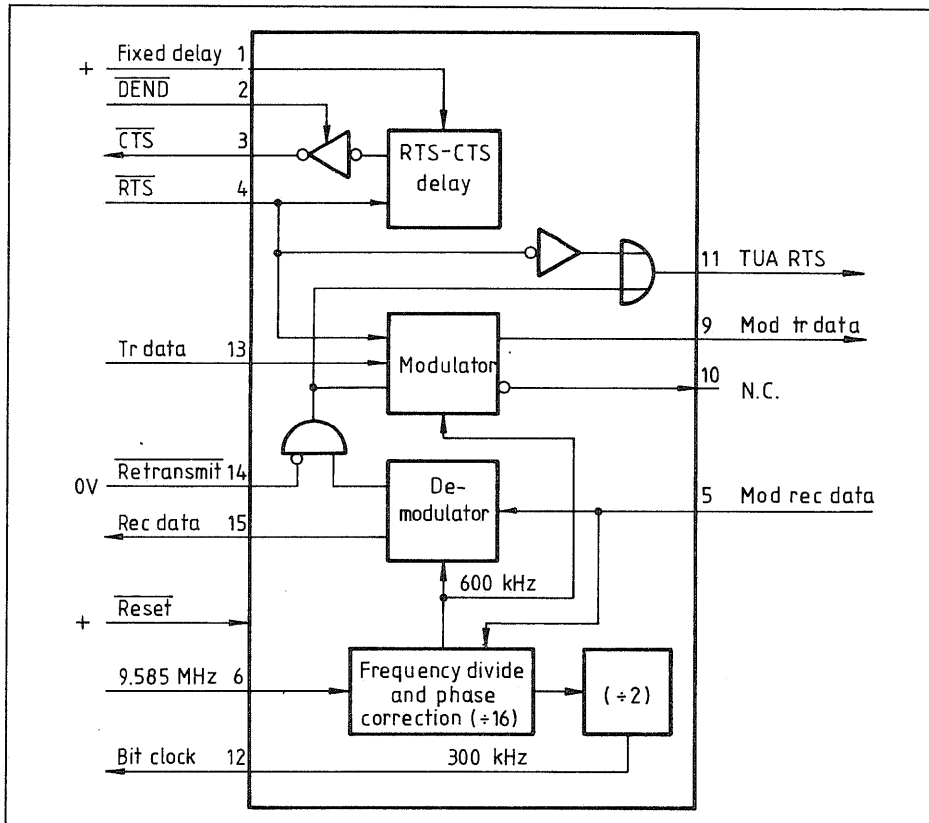 Fixed delay 1
+
DEND 2
CTS 3
RTS 4
RTS-CTS
delay
11 TUA RTS
9 Mod tr data
Tr data 13
Modulator
10 N.C.
Retransmit 14
0V
De-
modulator
5 Mod rec data
Rec data 15
600 kHz
Reset
+
9.585 MHz 6
Frequency divide
and phase
correction (÷16)
(÷2)
Bit clock 12
300 kHz